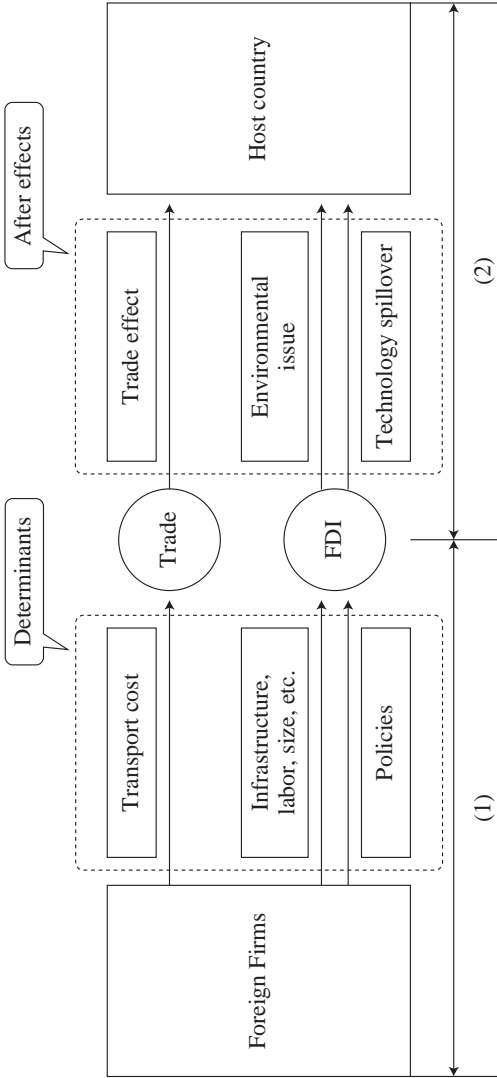 Determinants
After effects
Foreign Firms
Transport cost
Infrastructure,
labor, size, etc.
Policies
Trade
FDI
Trade effect
Environmental
issue
Technology spillover
Host country
(1)
(2)